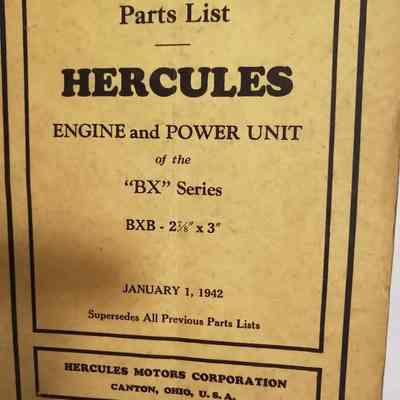 Parts List
HERCULES
ENGINE and POWER UNIT
of the
"BX" Series
BXB - 2⅞" x 3"
JANUARY 1, 1942
Supersedes All Previous Parts Lists
HERCULES MOTORS CORPORATION
CANTON, OHIO, U. S. A.